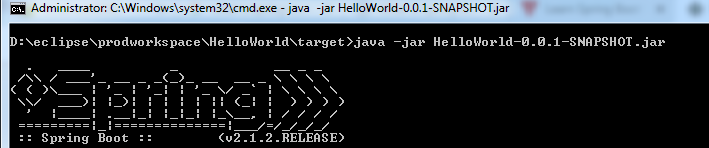 Administrator: C:\Windows\system32\cmd.exe - java -jar HelloWorld-0.0.1-SNAPSHOT.jar
D:\eclipse\prodworkspace\HelloWorld\target>java -jar HelloWorld-0.0.1-SNAPSHOT.jar
Spring
:: Spring Boot :: (v2.1.2.RELEASE)